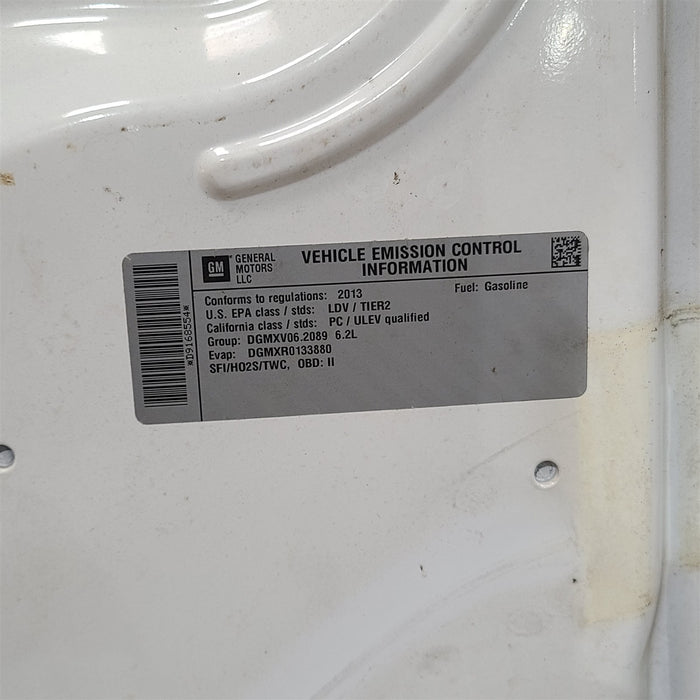 *D9168554*
GM GENERAL MOTORS LLC
VEHICLE EMISSION CONTROL
INFORMATION
Conforms to regulations: 2013 Fuel: Gasoline
U.S. EPA class / stds: LDV / TIER2
California class / stds: PC / ULEV qualified
Group: DGMXV06.2089 6.2L
Evap: DGMXR0133880
SFI/HO2S/TWC, OBD: II